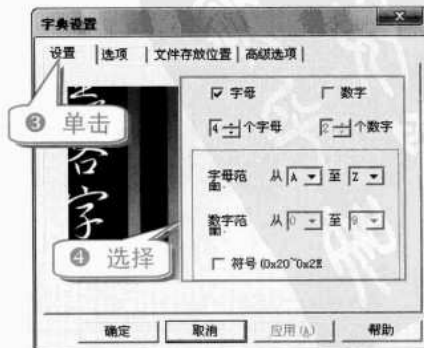 字典设置
设置 选项 文件存放位置 高级选项
字母 数字
③ 单击
4 个字母 2 个数字
字母范围: 从 A 至 Z
容
字
数字范围: 从 0 至 9
④ 选择
符号(0x20~0x2E
确定 取消 应用(A) 帮助